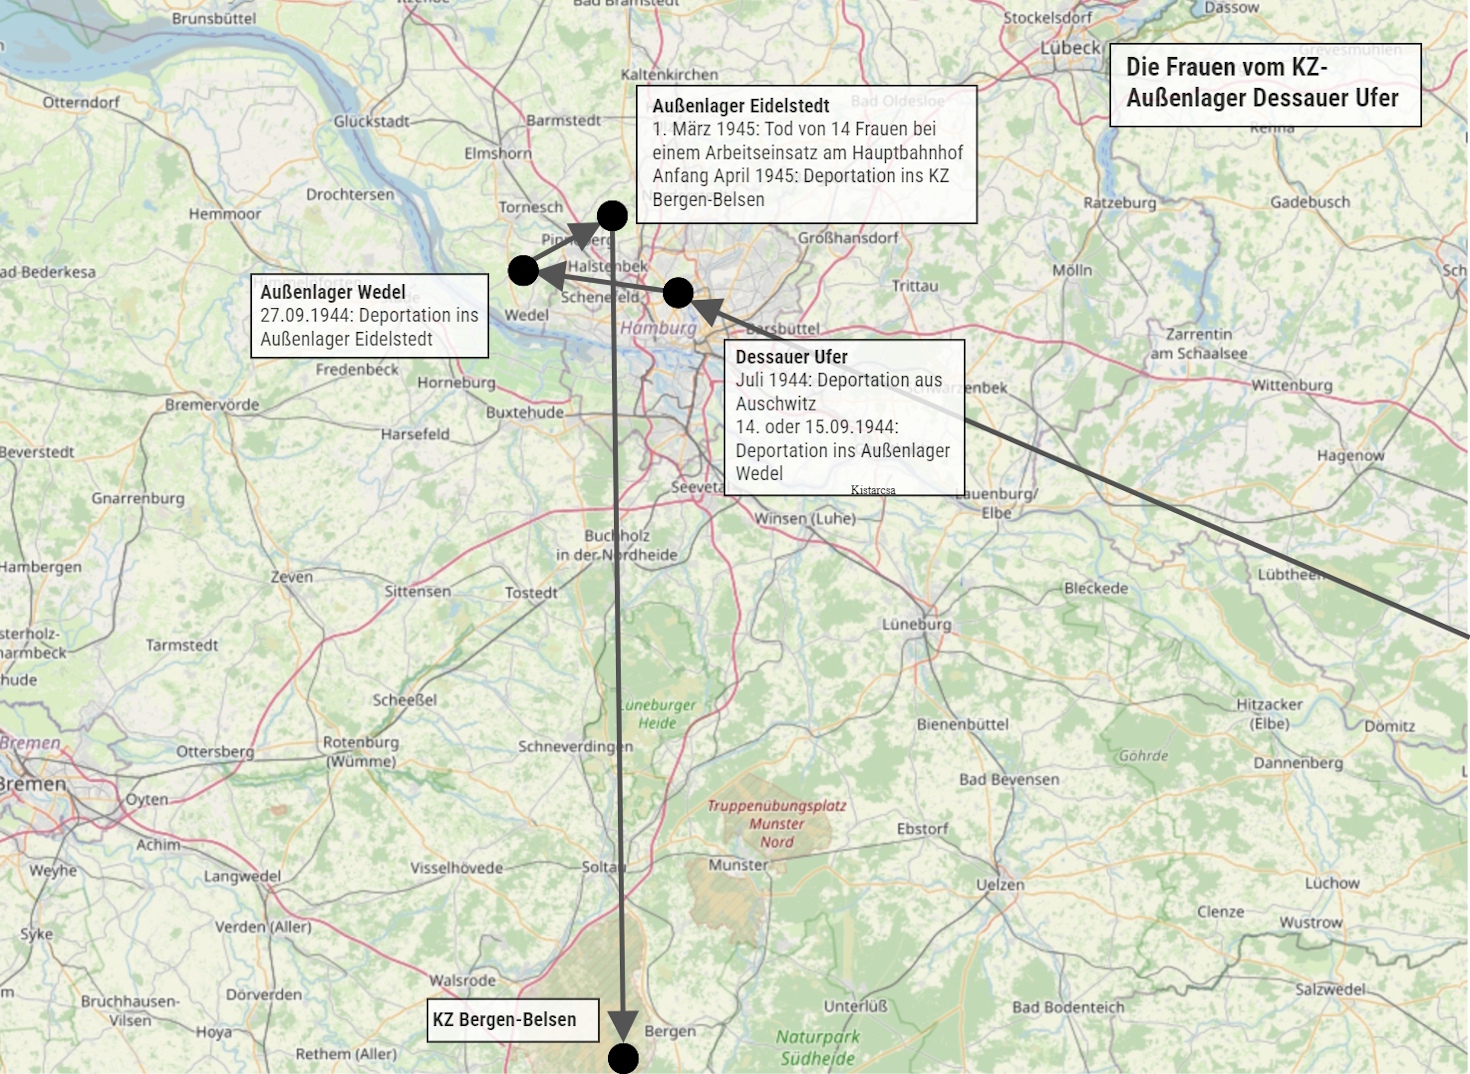 Brunsbüttel
Bad Bramstedt
Stockelsdorf
Dassow
Lübeck
Grevesmühlen
Die Frauen vom KZ-
Außenlager Dessauer Ufer
Rehna
Kaltenkirchen
Otterndorf
Glückstadt
Barmstedt
Bad Oldesloe
Außenlager Eidelstedt
1. März 1945: Tod von 14 Frauen bei
einem Arbeitseinsatz am Hauptbahnhof
Anfang April 1945: Deportation ins KZ
Bergen-Belsen
Elmshorn
Drochtersen
Hemmoor
Tornesch
Ratzeburg
Gadebusch
Pinneberg
Großhansdorf
ad Bederkesa
Halstenbek
Mölln
Sch
Trittau
Schenefeld
Wedel
Hamburg
Barsbüttel
Außenlager Wedel
27.09.1944: Deportation ins
Außenlager Eidelstedt
Zarrentin
am Schaalsee
Dessauer Ufer
Juli 1944: Deportation aus
Auschwitz
14. oder 15.09.1944:
Deportation ins Außenlager
Wedel
Kistarcsa
Fredenbeck
Horneburg
Schwarzenbek
Wittenburg
Bremervörde
Buxtehude
Harsefeld
Beverstedt
Hagenow
Gnarrenburg
Seeveta
Lauenburg/
Elbe
Winsen (Luhe)
Buchholz
in der Nordheide
Hambergen
Zeven
Sittensen
Tostedt
Bleckede
Lübtheen
Lüneburg
sterholz-
harmbeck
Tarmstedt
hude
Scheeßel
Lüneburger
Heide
Hitzacker
(Elbe)
Bienenbüttel
Dömitz
Bremen
Ottersberg
Rotenburg
(Wümme)
Schneverdingen
Göhrde
Dannenberg
Bremen
Bad Bevensen
Oyten
Truppenübungsplatz
Munster
Nord
Ebstorf
Achim
Weyhe
Langwedel
Visselhövede
Soltau
Munster
Uelzen
Lüchow
Clenze
Wustrow
Syke
Verden (Aller)
Walsrode
Salzwedel
Bruchhausen-
Vilsen
Dörverden
Unterlüß
Bad Bodenteich
KZ Bergen-Belsen
Bergen
Hoya
Rethem (Aller)
Naturpark
Südheide